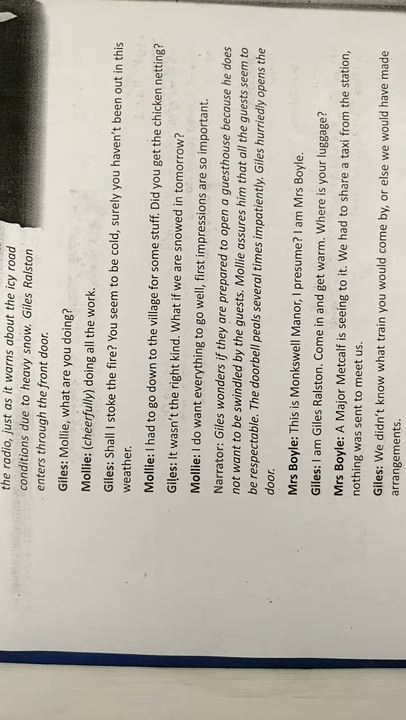 the radio, just as it warns about the icy road
conditions due to heavy snow. Giles Ralston
enters through the front door.
Giles: Mollie, what are you doing?
Mollie: (cheerfully) doing all the work.
Giles: Shall I stoke the fire? You seem to be cold, surely you haven't been out in this
weather.
Mollie: I had to go down to the village for some stuff. Did you get the chicken netting?
Giles: It wasn't the right kind. What if we are snowed in tomorrow?
Mollie: I do want everything to go well, first impressions are so important.
Narrator: Giles wonders if they are prepared to open a guesthouse because he does
not want to be swindled by the guests. Mollie assures him that all the guests seem to
be respectable. The doorbell peals several times impatiently, Giles hurriedly opens the
door.
Mrs Boyle: This is Monkswell Manor, I presume? I am Mrs Boyle.
Giles: I am Giles Ralston. Come in and get warm. Where is your luggage?
Mrs Boyle: A Major Metcalf is seeing to it. We had to share a taxi from the station,
nothing was sent to meet us.
Giles: We didn't know what train you would come by, or else we would have made
arrangements.